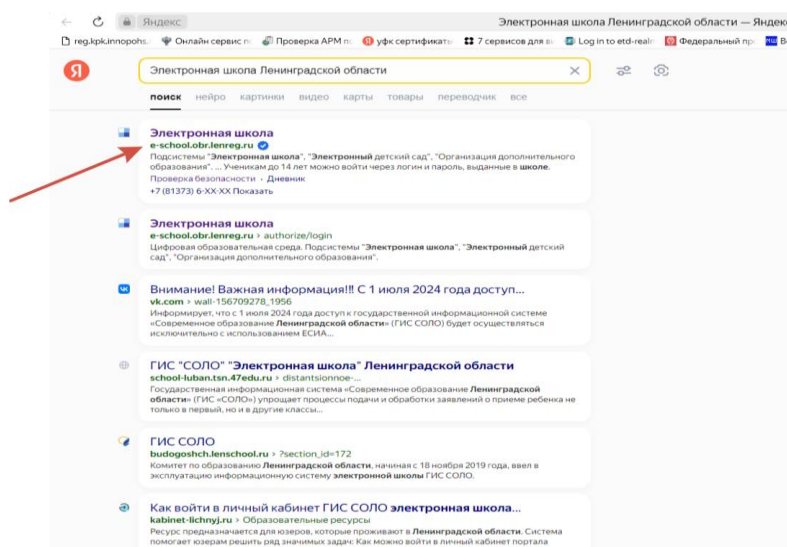 Яндекс
Электронная школа Ленинградской области — Яндек
reg.kpk.innopohs. Онлайн сервис п Проверка АРМ п уфк сертификаты 7 сервисов для в Log in to etd-realm Федеральный пр
Я
Электронная школа Ленинградской области
поиск нейро картинки видео карты товары переводчик все
Электронная школа
e-school.obr.lenreg.ru
Подсистемы "Электронная школа", "Электронный детский сад", "Организация дополнительного
образования". ... Ученикам до 14 лет можно войти через логин и пароль, выданные в школе.
Проверка безопасности · Дневник
+7 (81373) 6-XX-XX Показать
Электронная школа
e-school.obr.lenreg.ru › authorize/login
Цифровая образовательная среда. Подсистемы "Электронная школа", "Электронный детский
сад", "Организация дополнительного образования".
Внимание! Важная информация!!! С 1 июля 2024 года доступ...
vk.com › wall-156709278_1956
Информирует, что с 1 июля 2024 года доступ к государственной информационной системе
«Современное образование Ленинградской области» (ГИС СОЛО) будет осуществляться
исключительно с использованием ЕСИА...
ГИС "СОЛО" "Электронная школа" Ленинградской области
school-luban.tsn.47edu.ru › distantsionnoe-...
Государственная информационная система «Современное образование Ленинградской
области» (ГИС «СОЛО») упрощает процессы подачи и обработки заявлений о приеме ребенка не
только в первый, но и в другие классы...
ГИС СОЛО
budogoshch.lenschool.ru › ?section_id=172
Комитет по образованию Ленинградской области, начиная с 18 ноября 2019 года, ввел в
эксплуатацию информационную систему электронной школы ГИС СОЛО.
Как войти в личный кабинет ГИС СОЛО электронная школа...
kabinet-lichnyj.ru › Образовательные ресурсы
Ресурс предназначается для юзеров, которые проживают в Ленинградской области. Система
помогает юзерам решить ряд значимых задач: Как можно войти в личный кабинет портала